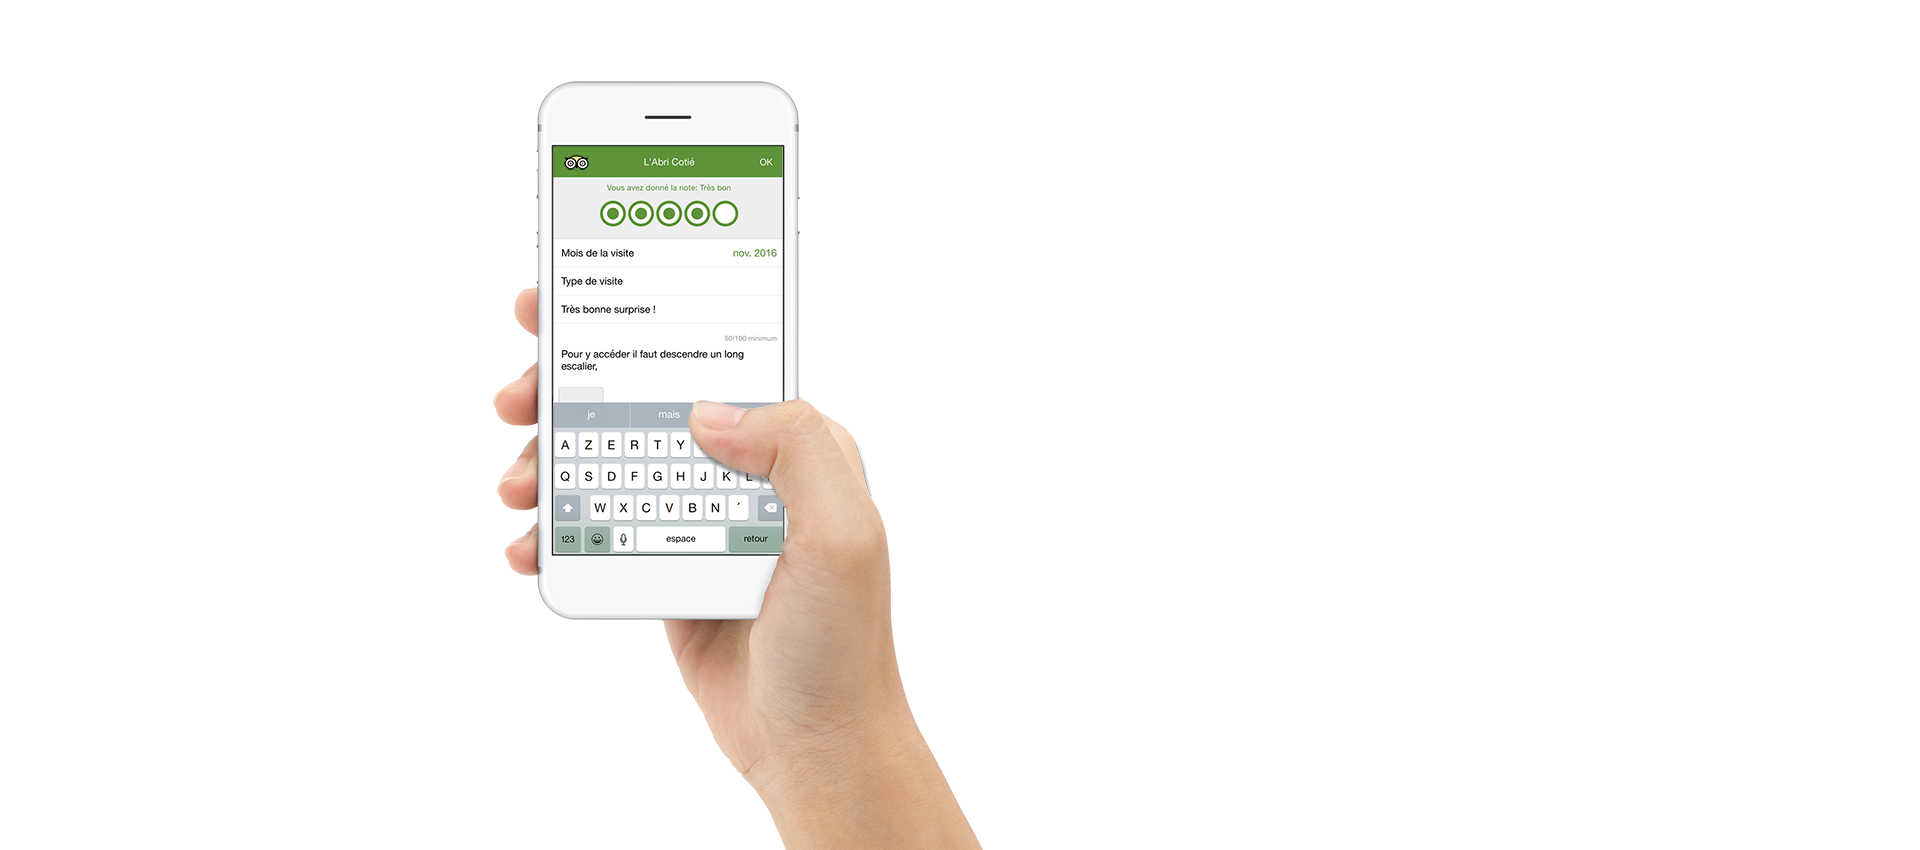 L'Abri Cotié OK
Vous avez donné la note: Très bon
Mois de la visite nov. 2016
Type de visite
Très bonne surprise !
50/100 minimum
Pour y accéder il faut descendre un long
escalier,
je mais
A Z E R T Y
Q S D F G H J K L
W X C V B N ´
123 espace retour